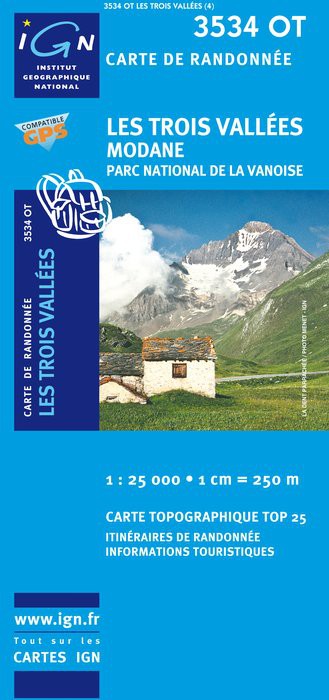 3534 OT LES TROIS VALLÉES (4)
3534 OT
IGN
INSTITUT
GEOGRAPHIQUE
NATIONAL
CARTE DE RANDONNÉE
COMPATIBLE
GPS
LES TROIS VALLÉES
MODANE
PARC NATIONAL DE LA VANOISE
3534 OT
CARTE DE RANDONNÉE
LES TROIS VALLÉES
1 : 25 000 • 1 cm = 250 m
CARTE TOPOGRAPHIQUE TOP 25
ITINÉRAIRES DE RANDONNÉE
INFORMATIONS TOURISTIQUES
www.ign.fr
Tout sur les
CARTES IGN